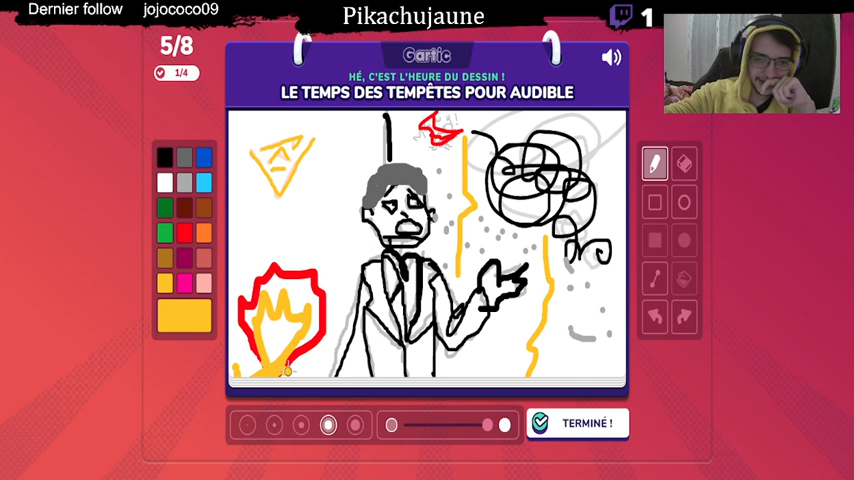 Dernier follow
jojococo09
Pikachujaune
1
5/8
1/4
Gartic
HÉ, C'EST L'HEURE DU DESSIN !
LE TEMPS DES TEMPÊTES POUR AUDIBLE
TERMINÉ !